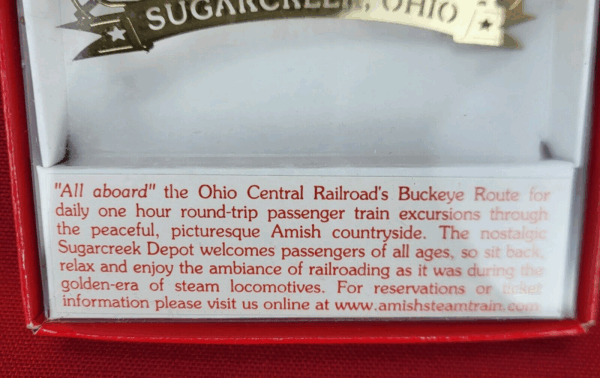 SUGARCREEK, OHIO
"All aboard" the Ohio Central Railroad's Buckeye Route for
daily one hour round-trip passenger train excursions through
the peaceful, picturesque Amish countryside. The nostalgic
Sugarcreek Depot welcomes passengers of all ages, so sit back,
relax and enjoy the ambiance of railroading as it was during the
golden-era of steam locomotives. For reservations or ticket
information please visit us online at www.amishsteamtrain.com